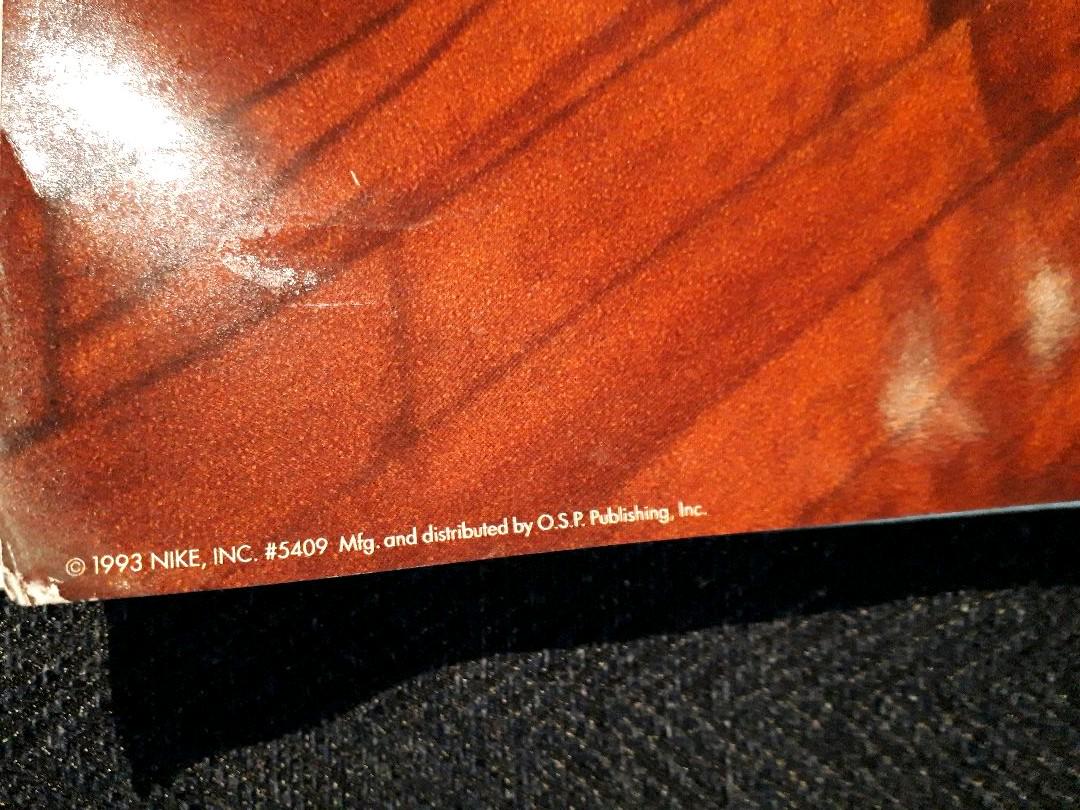 © 1993 NIKE, INC. #5409 Mfg. and distributed by O.S.P. Publishing, Inc.